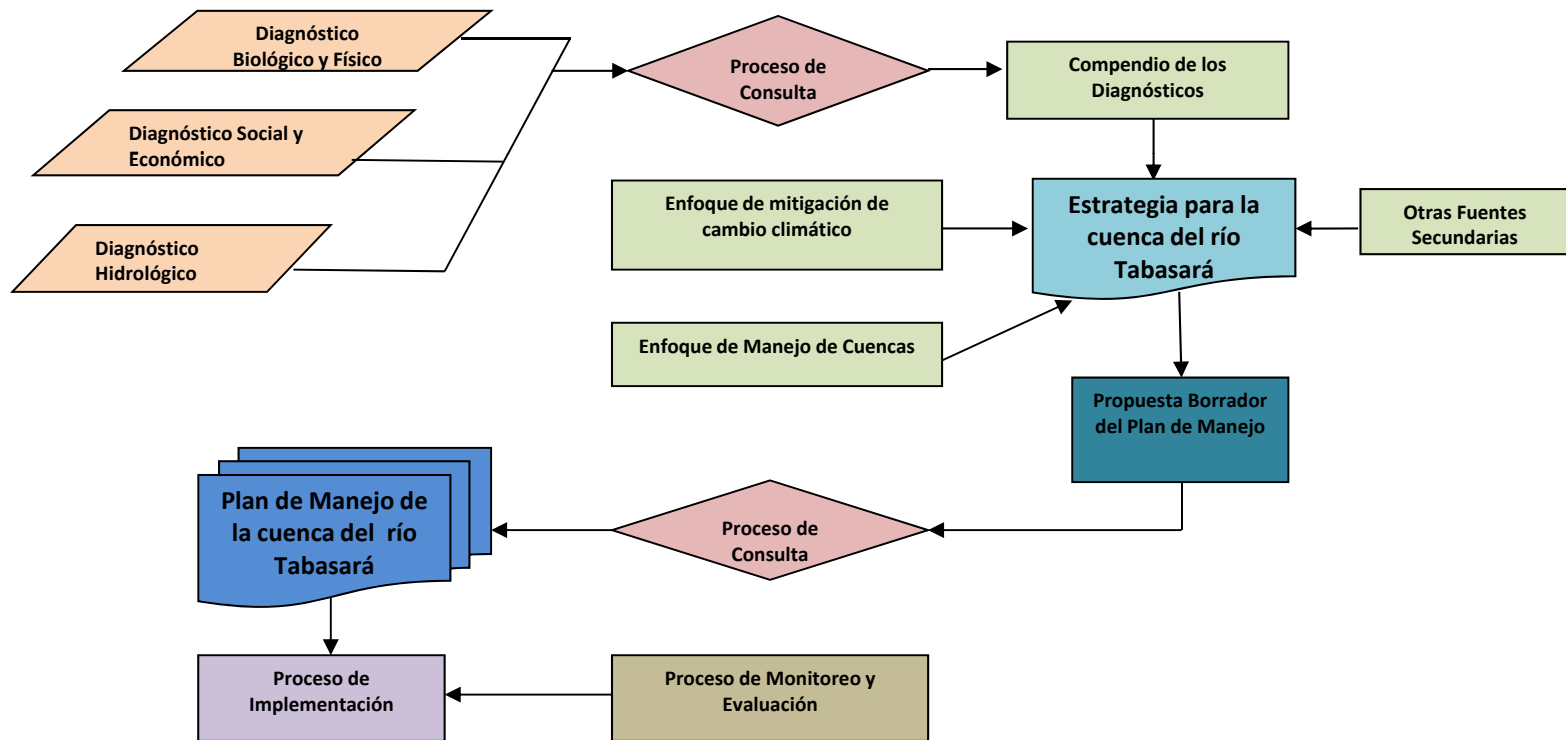 Diagnóstico
Biológico y Físico
Proceso de
Consulta
Compendio de los
Diagnósticos
Diagnóstico Social y
Económico
Enfoque de mitigación de
cambio climático
Estrategia para la
cuenca del río
Tabasará
Otras Fuentes
Secundarias
Diagnóstico
Hidrológico
Enfoque de Manejo de Cuencas
Propuesta Borrador
del Plan de Manejo
Plan de Manejo de
la cuenca del río
Tabasará
Proceso de
Consulta
Proceso de
Implementación
Proceso de Monitoreo y
Evaluación